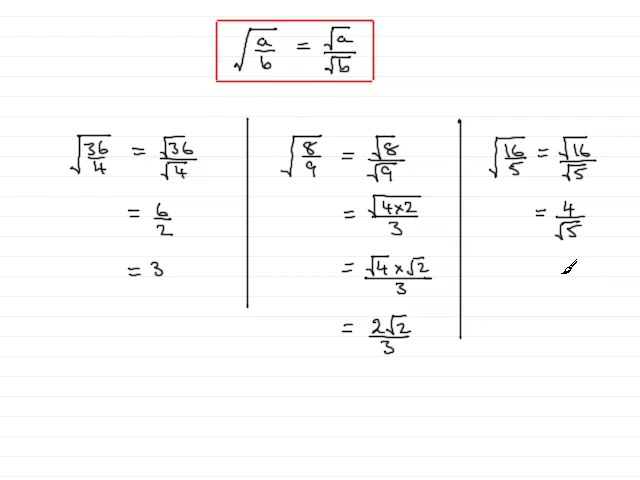 √(a/b) = √a/√b
√(36/4) = √36/√4
= 6/2
= 3
√(8/9) = √8/√9
= √(4×2)/3
= √4 × √2/3
= 2√2/3
√(16/5) = √16/√5
= 4/√5